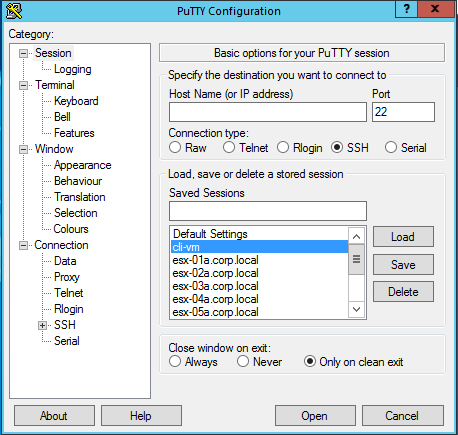 PuTTY Configuration
? X
Category:
Session
Logging
Terminal
Keyboard
Bell
Features
Window
Appearance
Behaviour
Translation
Selection
Colours
Connection
Data
Proxy
Telnet
Rlogin
SSH
Serial
Basic options for your PuTTY session
Specify the destination you want to connect to
Host Name (or IP address) Port
22
Connection type:
Raw Telnet Rlogin SSH Serial
Load, save or delete a stored session
Saved Sessions
Default Settings
cli-vm
esx-01a.corp.local
esx-02a.corp.local
esx-03a.corp.local
esx-04a.corp.local
esx-05a.corp.local
Load
Save
Delete
Close window on exit:
Always Never Only on clean exit
About Help Open Cancel